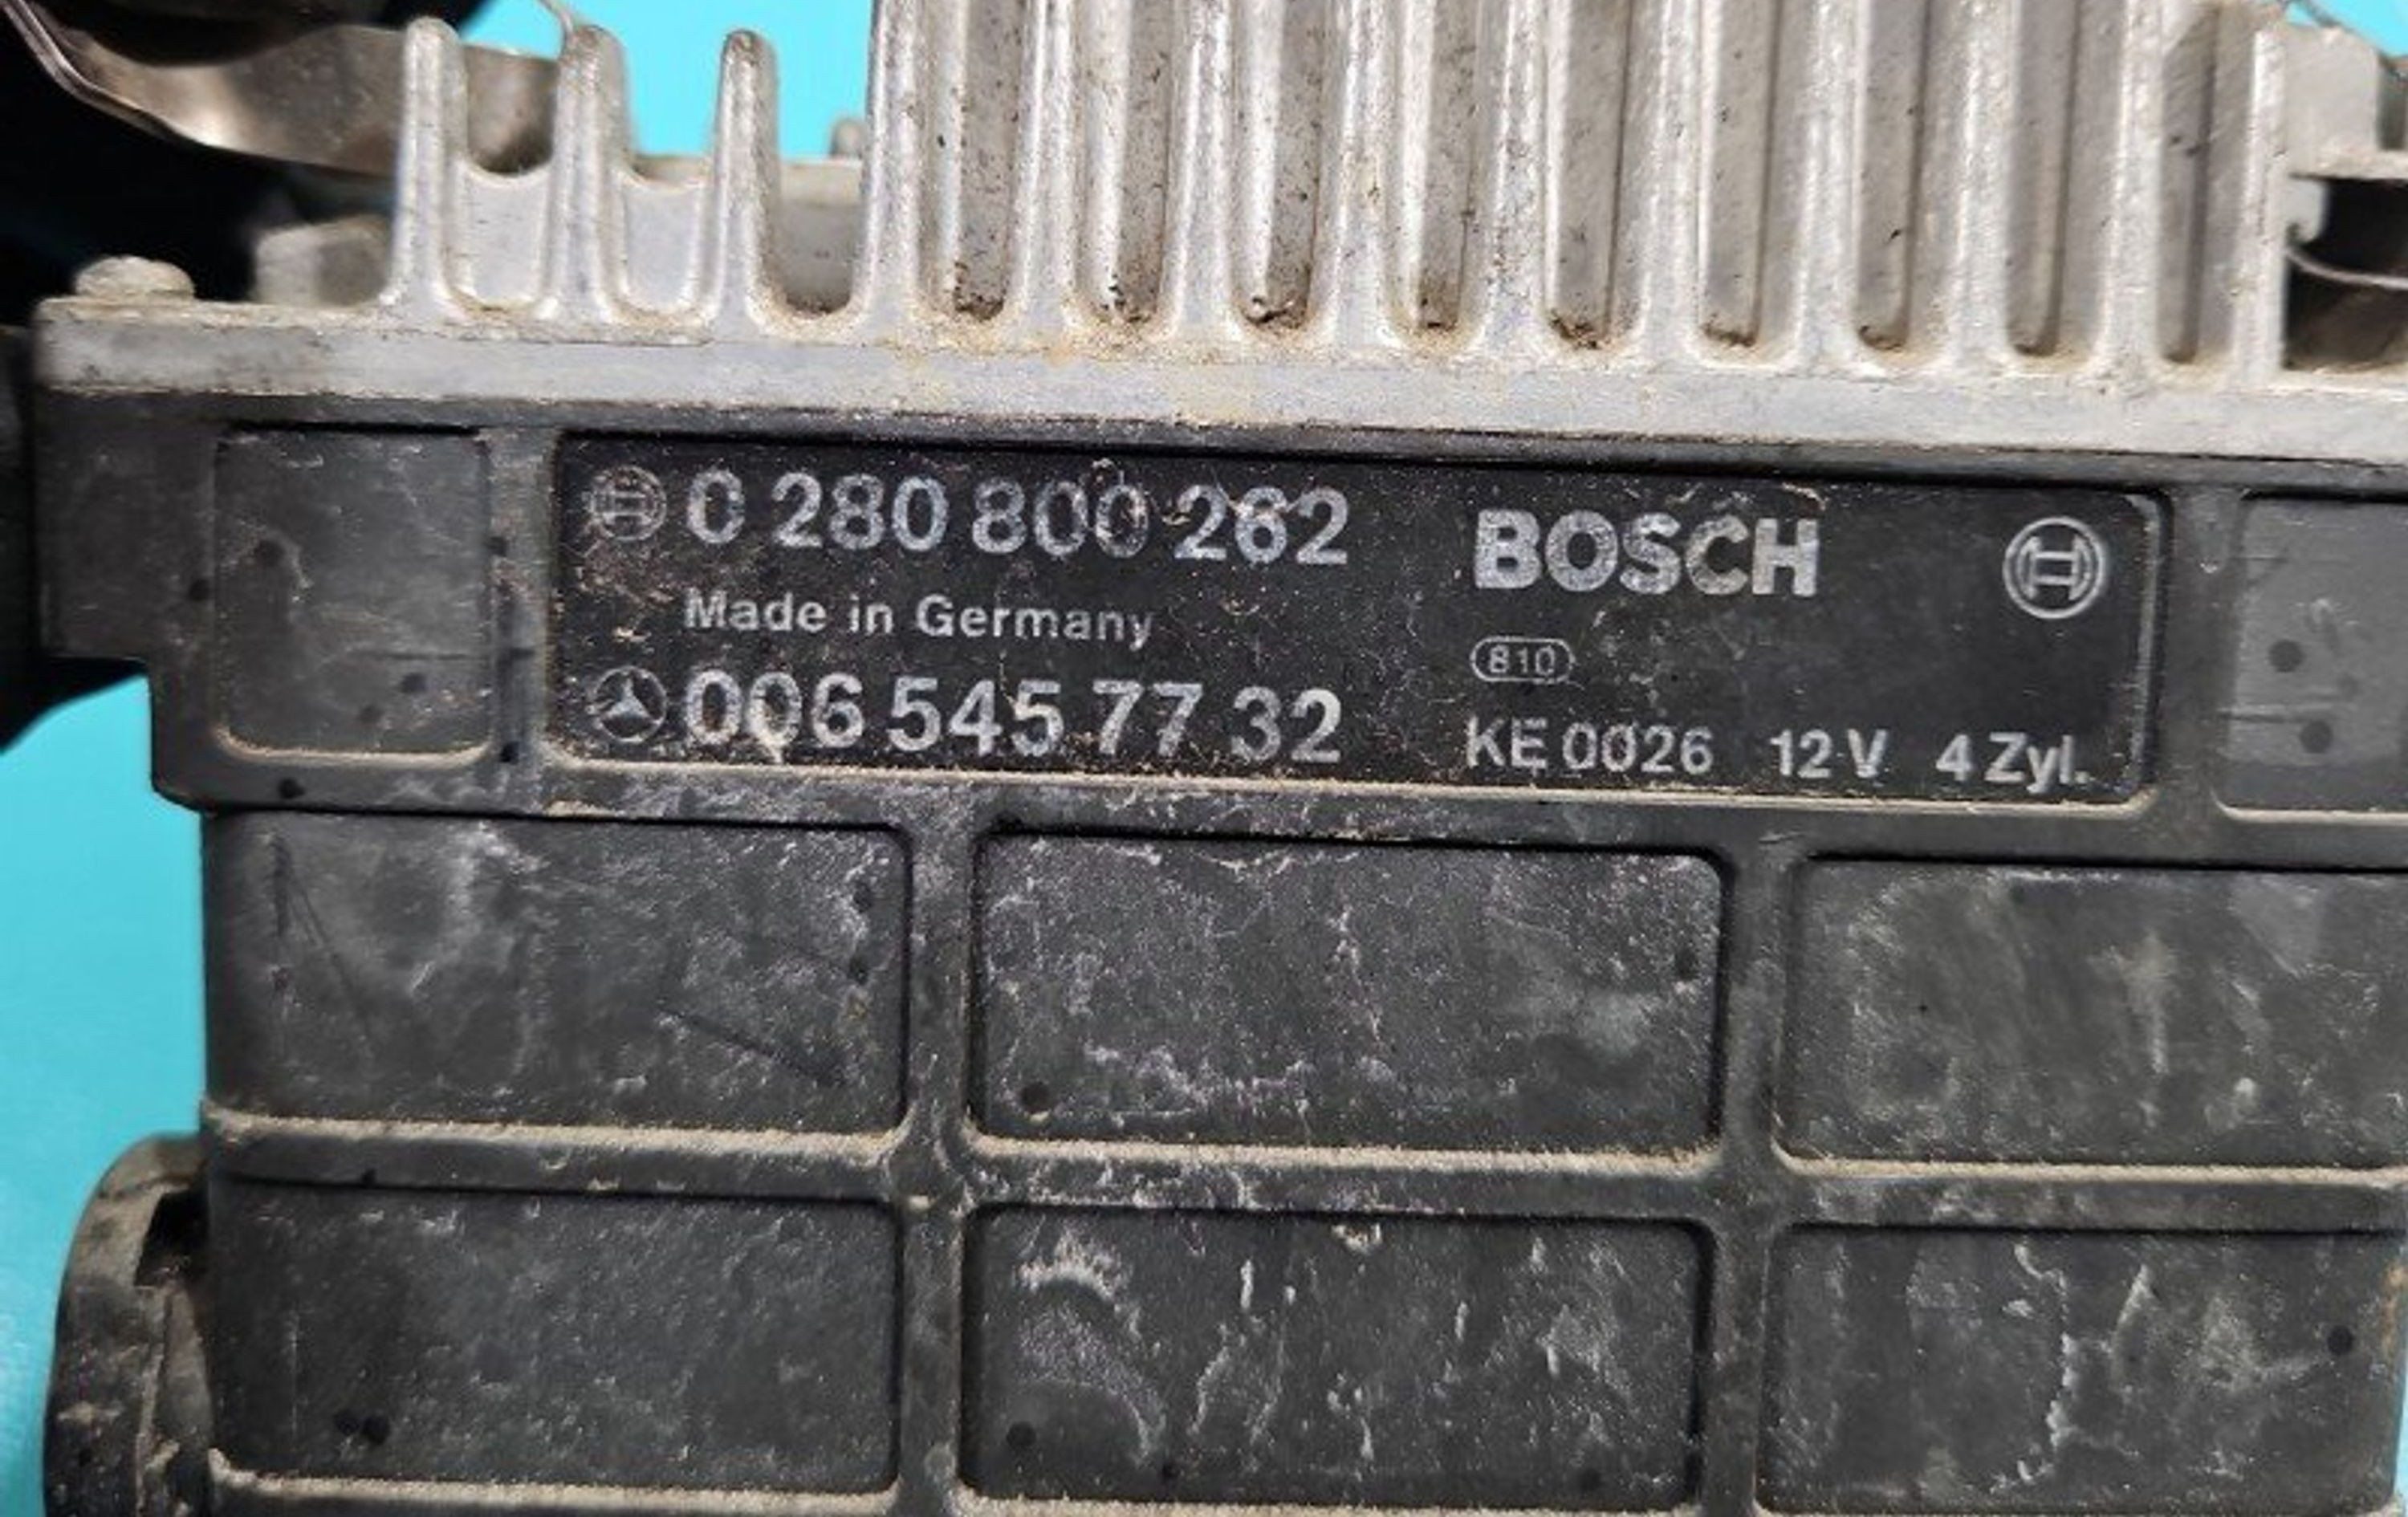 0 280 800 262
Made in Germany
006 545 77 32
BOSCH
810
KE 0026 12 V 4 Zyl.